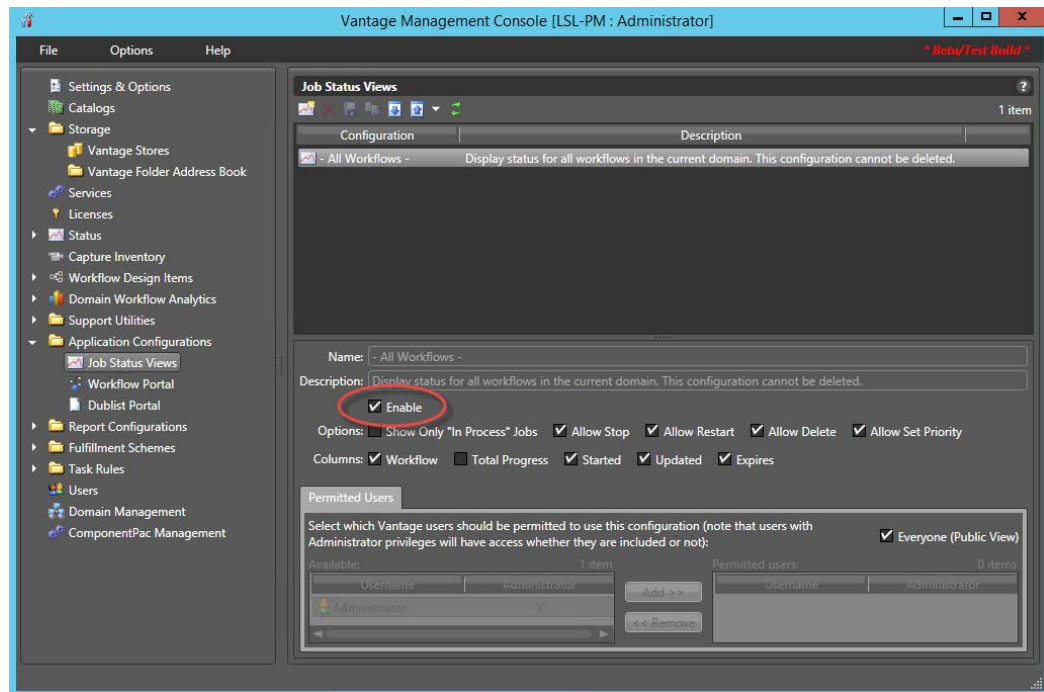 Vantage Management Console [LSL-PM : Administrator]
File Options Help
* Beta/Test Build *
Settings & Options
Catalogs
Storage
Vantage Stores
Vantage Folder Address Book
Services
Licenses
Status
Capture Inventory
Workflow Design Items
Domain Workflow Analytics
Support Utilities
Application Configurations
Job Status Views
Workflow Portal
Dublist Portal
Report Configurations
Fulfillment Schemes
Task Rules
Users
Domain Management
ComponentPac Management
Job Status Views ?
1 item
Configuration Description
- All Workflows - Display status for all workflows in the current domain. This configuration cannot be deleted.
Name: - All Workflows -
Description: Display status for all workflows in the current domain. This configuration cannot be deleted.
Enable
Options: Show Only "In Process" Jobs Allow Stop Allow Restart Allow Delete Allow Set Priority
Columns: Workflow Total Progress Started Updated Expires
Permitted Users
Select which Vantage users should be permitted to use this configuration (note that users with
Administrator privileges will have access whether they are included or not):
Everyone (Public View)
Available: 1 item
Username Administrator
Administrator X
Add >>
<< Remove
Permitted users: 0 items
Username Administrator